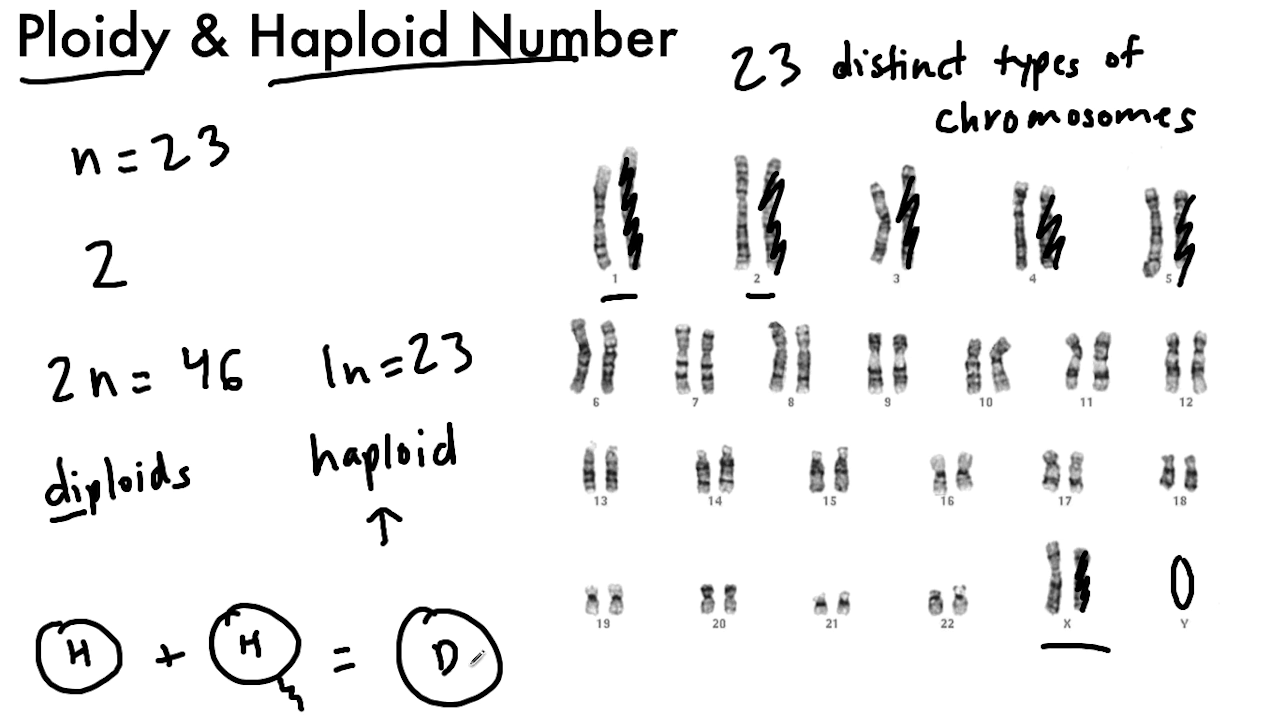 Ploidy & Haploid Number
23 distinct types of
chromosomes
n = 23
2
2n = 46
1n = 23
diploids
haploid
H + H = D
1 2 3 4 5
6 7 8 9 10 11 12
13 14 15 16 17 18
19 20 21 22 X Y